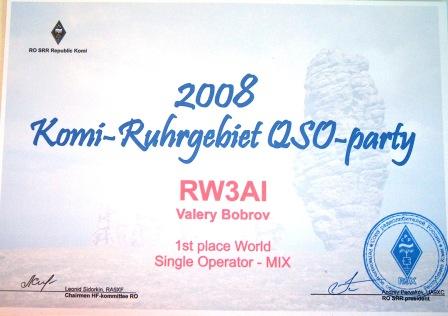 RO SRR Republic Komi
2008
Komi-Ruhrgebiet QSO-party
RW3AI
Valery Bobrov
1st place World
Single Operator - MIX
Leonid Sidorkin, RA9XF
Chairmen HF-kommittee RO
RO SRR president